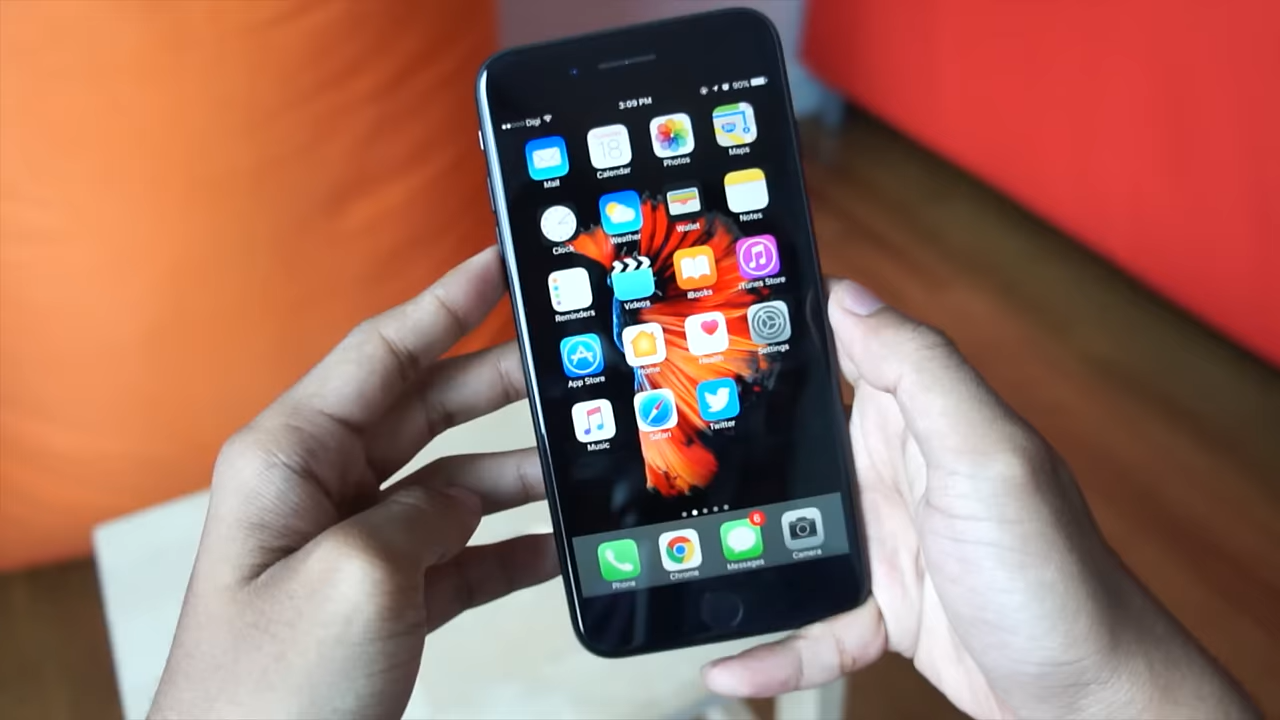 Digi 3:09 PM 90%
Mail Calendar Photos Maps
18
Clock Weather Wallet Notes
Reminders Videos iBooks iTunes Store
App Store Home Health Settings
Music Safari Twitter
6
Phone Chrome Messages Camera